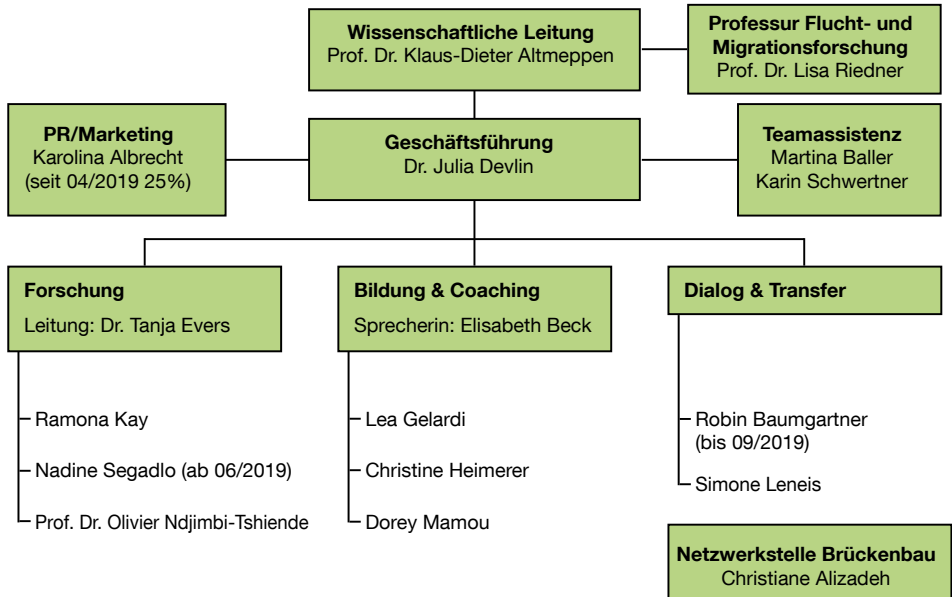 Wissenschaftliche Leitung
Prof. Dr. Klaus-Dieter Altmeppen
Professur Flucht- und
Migrationsforschung
Prof. Dr. Lisa Riedner
PR/Marketing
Karolina Albrecht
(seit 04/2019 25%)
Geschäftsführung
Dr. Julia Devlin
Teamassistenz
Martina Baller
Karin Schwertner
Forschung
Leitung: Dr. Tanja Evers
Ramona Kay
Nadine Segadlo (ab 06/2019)
Prof. Dr. Olivier Ndjimbi-Tshiende
Bildung & Coaching
Sprecherin: Elisabeth Beck
Lea Gelardi
Christine Heimerer
Dorey Mamou
Dialog & Transfer
Robin Baumgartner
(bis 09/2019)
Simone Leneis
Netzwerkstelle Brückenbau
Christiane Alizadeh